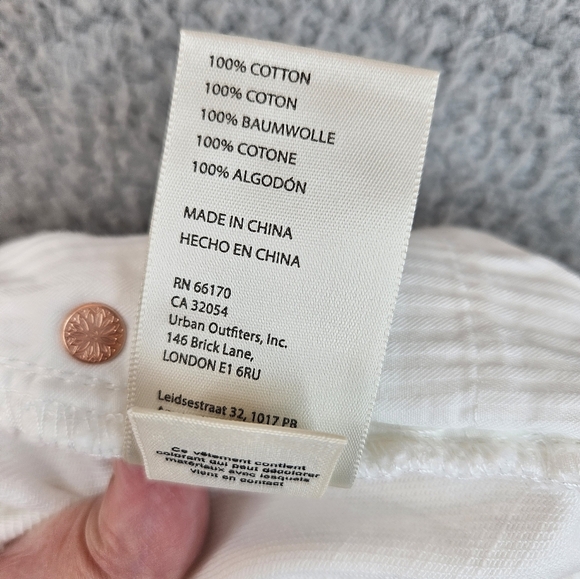 100% COTTON
100% COTON
100% BAUMWOLLE
100% COTONE
100% ALGODÓN
MADE IN CHINA
HECHO EN CHINA
RN 66170
CA 32054
Urban Outfiters, Inc.
146 Brick Lane,
LONDON E1 6RU
Leidsestraat 32, 1017 PB
Ce vêtement contient
colorant qui peut décolorer
matériaux avec lesquels
vient en contact